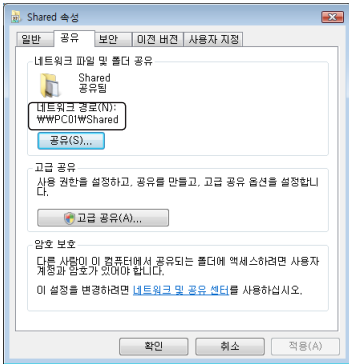 Shared 속성
일반 공유 보안 이전 버전 사용자 지정
네트워크 파일 및 폴더 공유
Shared
공유됨
네트워크 경로(N):
₩₩PC01₩Shared
공유(S)...
고급 공유
사용 권한을 설정하고, 공유를 만들고, 고급 공유 옵션을 설정합니
다.
고급 공유(A)...
암호 보호
다른 사람이 이 컴퓨터에서 공유되는 폴더에 액세스하려면 사용자
계정과 암호가 있어야 합니다.
이 설정을 변경하려면 네트워크 및 공유 센터를 사용하십시오.
확인 취소 적용(A)